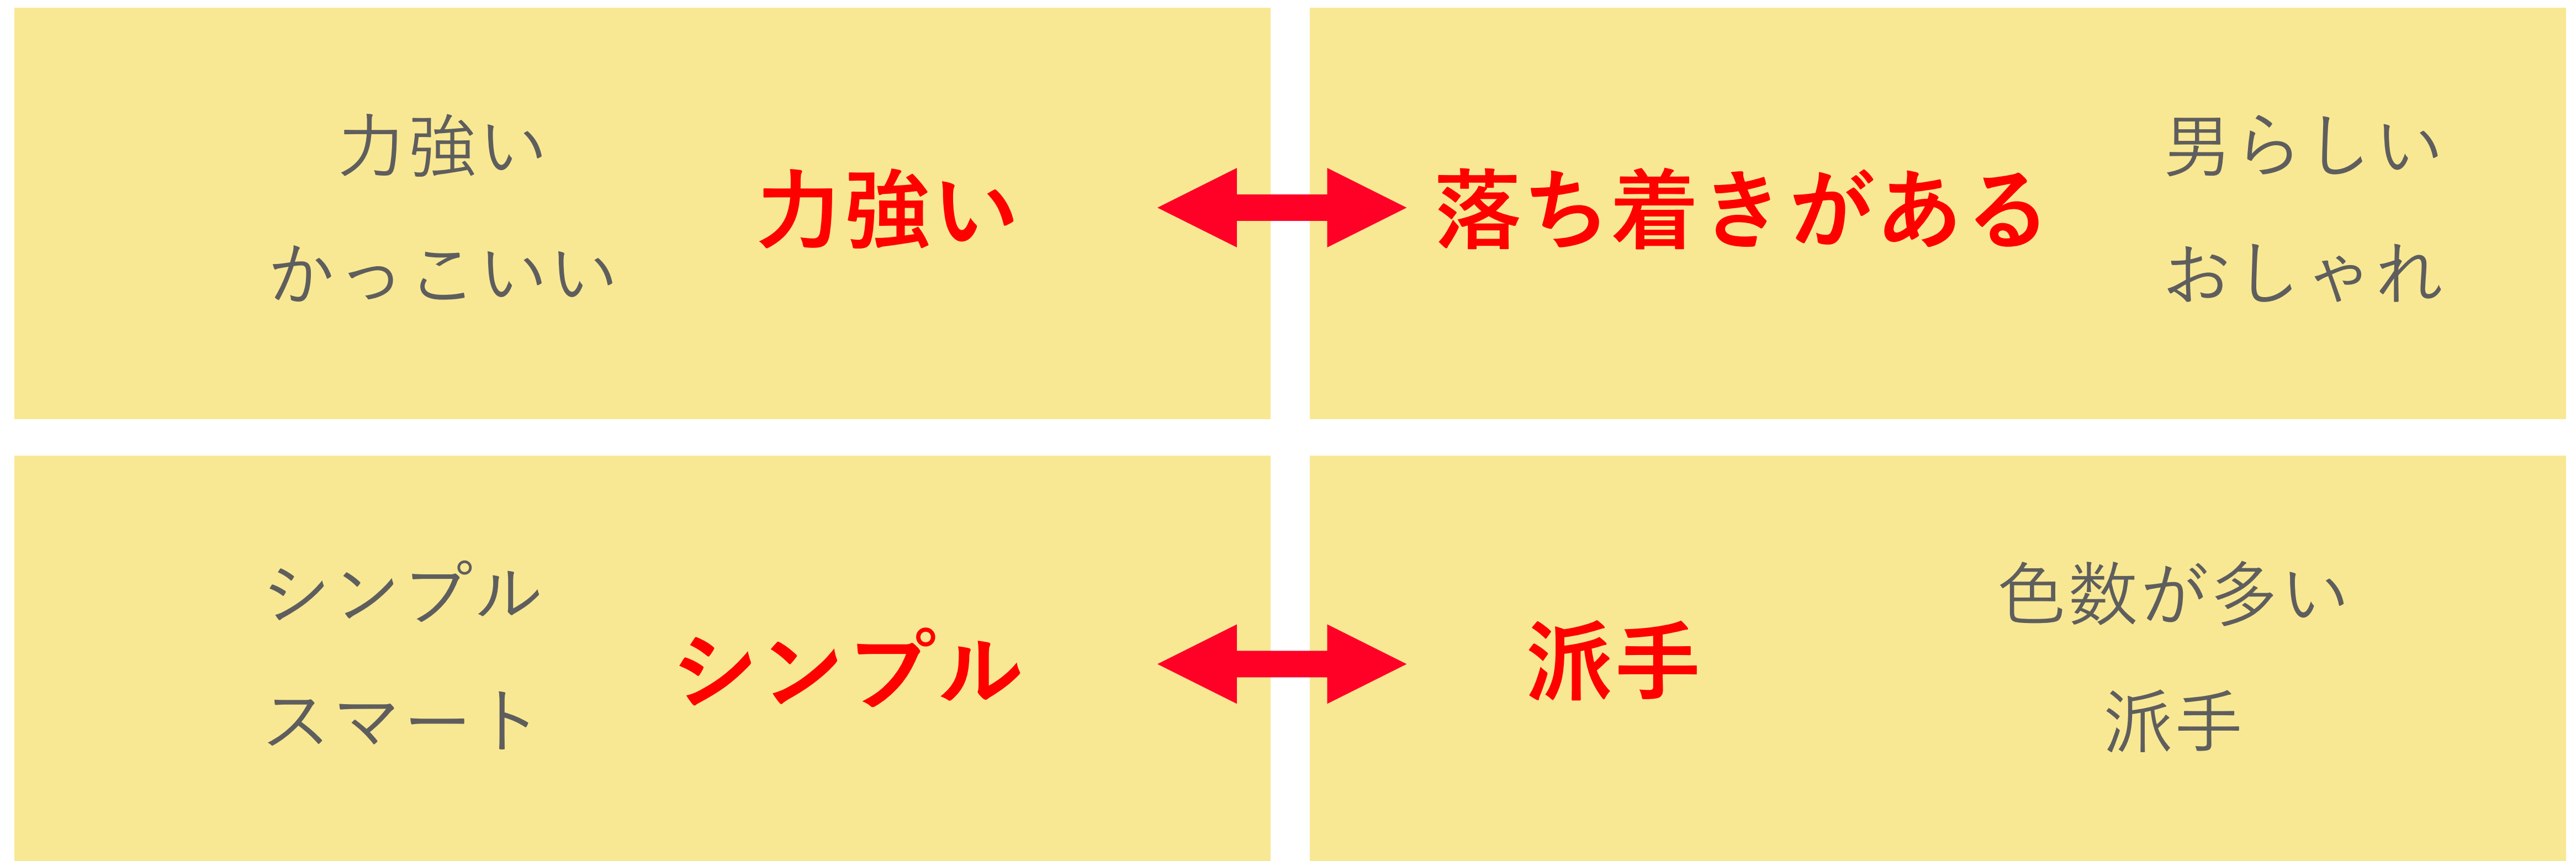 力強い
かっこいい
力強い
落ち着きがある
男らしい
おしゃれ
シンプル
スマート
シンプル
派手
色数が多い
派手